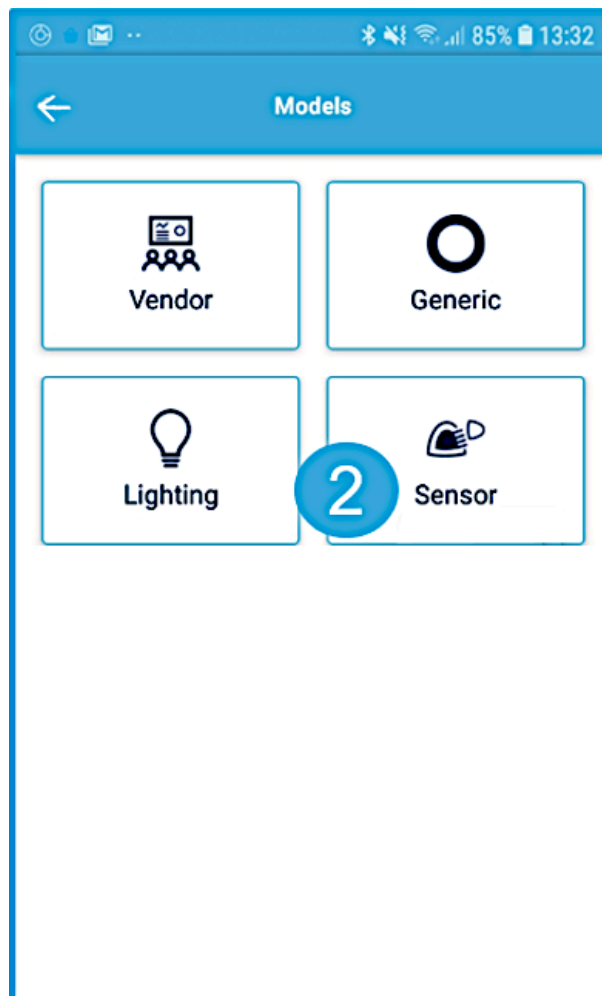 85% 13:32
Models
Vendor
Generic
Lighting
2
Sensor